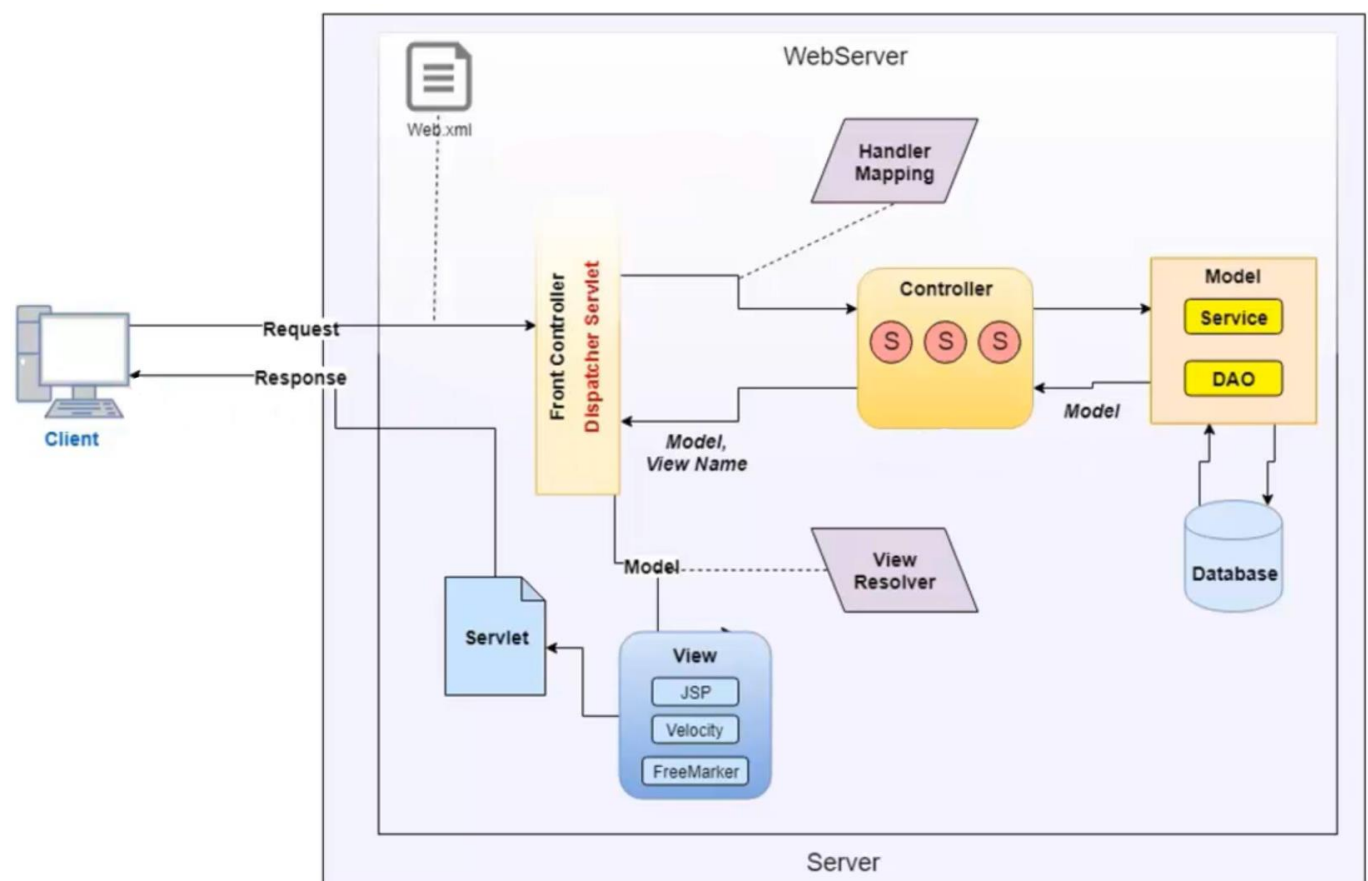 WebServer
Web.xml
Handler
Mapping
Front Controller
Dispatcher Servlet
Controller
S S S
Model
Service
DAO
Request
Response
Client
Model
Model,
View Name
Model
View
Resolver
Database
Servlet
View
JSP
Velocity
FreeMarker
Server